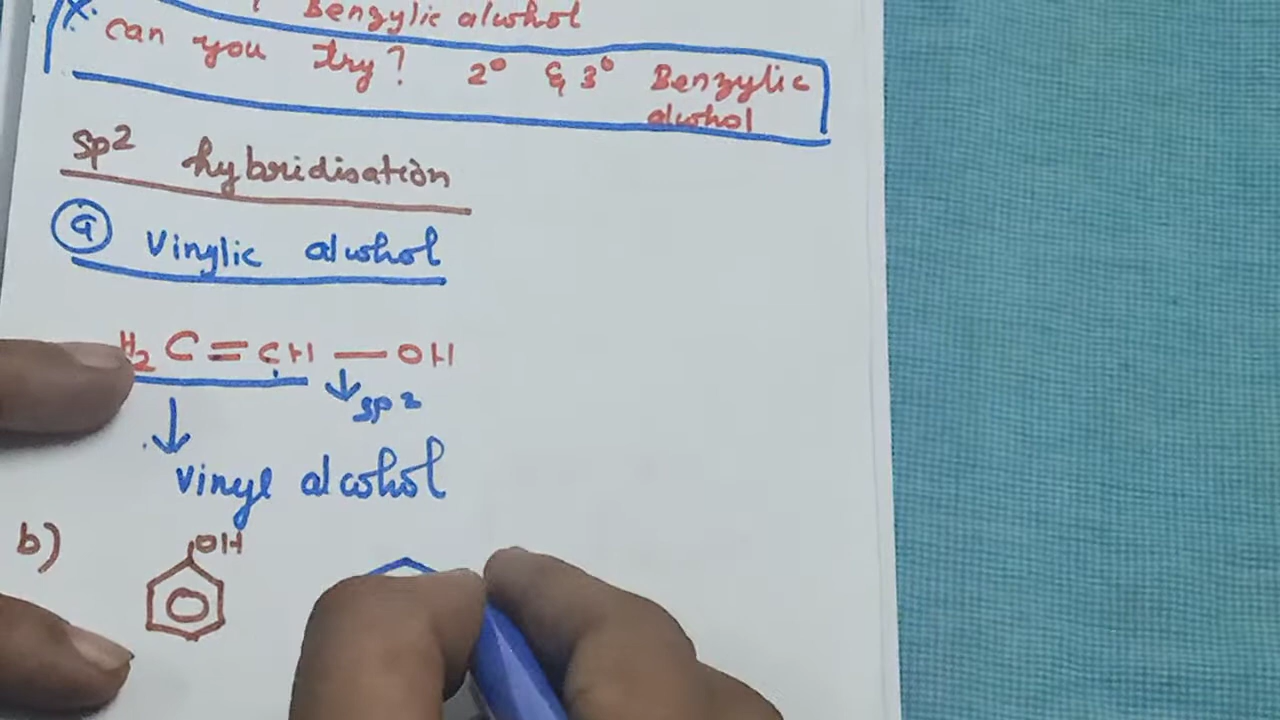 Benzylic alcohol
can you try? 2° & 3° Benzylic
alcohol
sp2 hybridisation
a vinylic alcohol
H2C=CH—OH
sp2
vinyl alcohol
b) OH